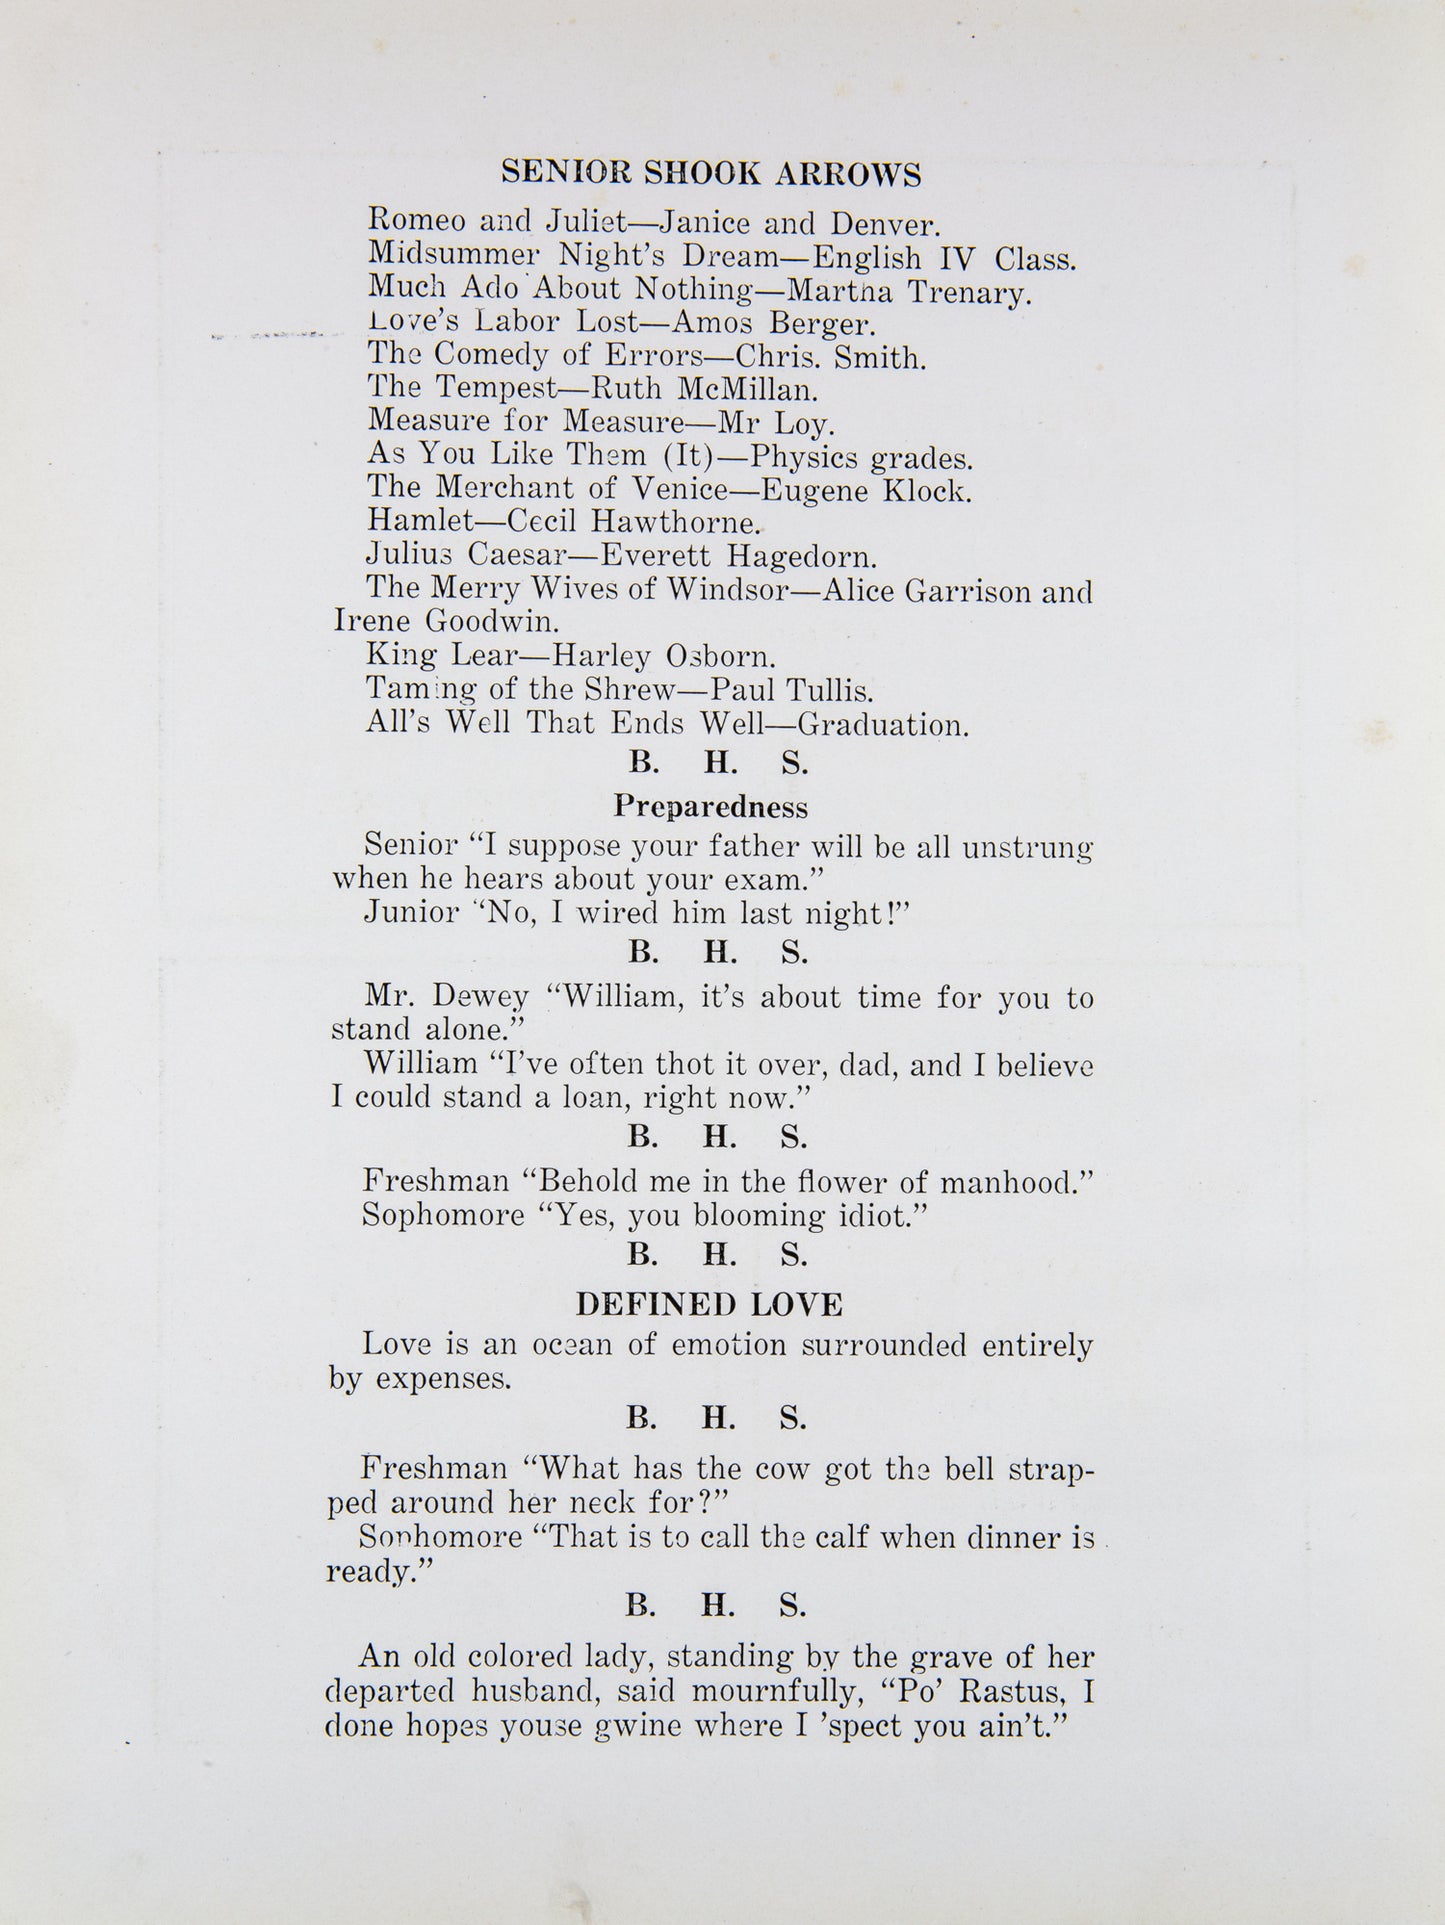 SENIOR SHOOK ARROWS
Romeo and Juliet—Janice and Denver.
Midsummer Night's Dream—English IV Class.
Much Ado About Nothing—Martha Trenary.
Love's Labor Lost—Amos Berger.
The Comedy of Errors—Chris. Smith.
The Tempest—Ruth McMillan.
Measure for Measure—Mr Loy.
As You Like Them (It)—Physics grades.
The Merchant of Venice—Eugene Klock.
Hamlet—Cecil Hawthorne.
Julius Caesar—Everett Hagedorn.
The Merry Wives of Windsor—Alice Garrison and
Irene Goodwin.
King Lear—Harley Osborn.
Taming of the Shrew—Paul Tullis.
All's Well That Ends Well—Graduation.
B. H. S.
Preparedness
Senior “I suppose your father will be all unstrung
when he hears about your exam.”
Junior “No, I wired him last night!”
B. H. S.
Mr. Dewey “William, it's about time for you to
stand alone.”
William “I've often thot it over, dad, and I believe
I could stand a loan, right now.”
B. H. S.
Freshman “Behold me in the flower of manhood.”
Sophomore “Yes, you blooming idiot.”
B. H. S.
DEFINED LOVE
Love is an ocean of emotion surrounded entirely
by expenses.
B. H. S.
Freshman “What has the cow got the bell strap-
ped around her neck for?”
Sophomore “That is to call the calf when dinner is
ready.”
B. H. S.
An old colored lady, standing by the grave of her
departed husband, said mournfully, “Po' Rastus, I
done hopes youse gwine where I 'spect you ain't.”